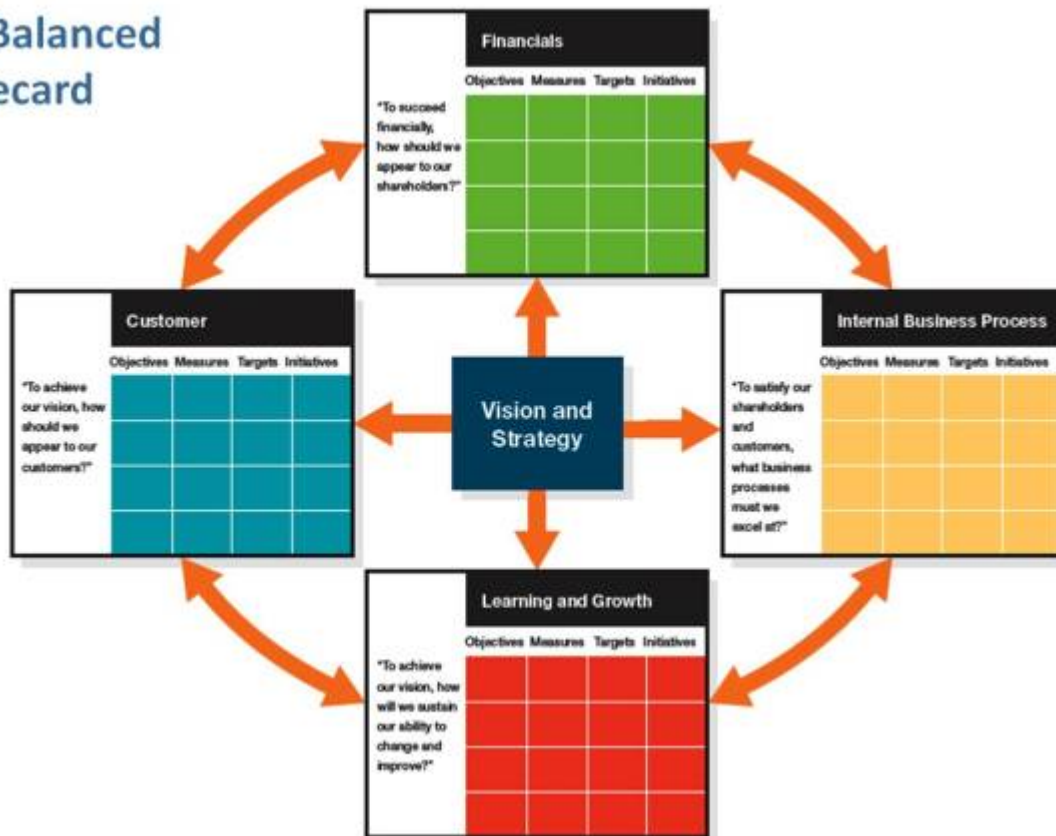 Balanced
ecard
Financials
Objectives Measures Targets Initiatives
"To succeed
financially,
how should we
appear to our
shareholders?"
Customer
Objectives Measures Targets Initiatives
"To achieve
our vision, how
should we
appear to our
customers?"
Vision and
Strategy
Internal Business Process
Objectives Measures Targets Initiatives
"To satisfy our
shareholders
and
customers,
what business
processes
must we
excel at?"
Learning and Growth
Objectives Measures Targets Initiatives
"To achieve
our vision, how
will we sustain
our ability to
change and
improve?"